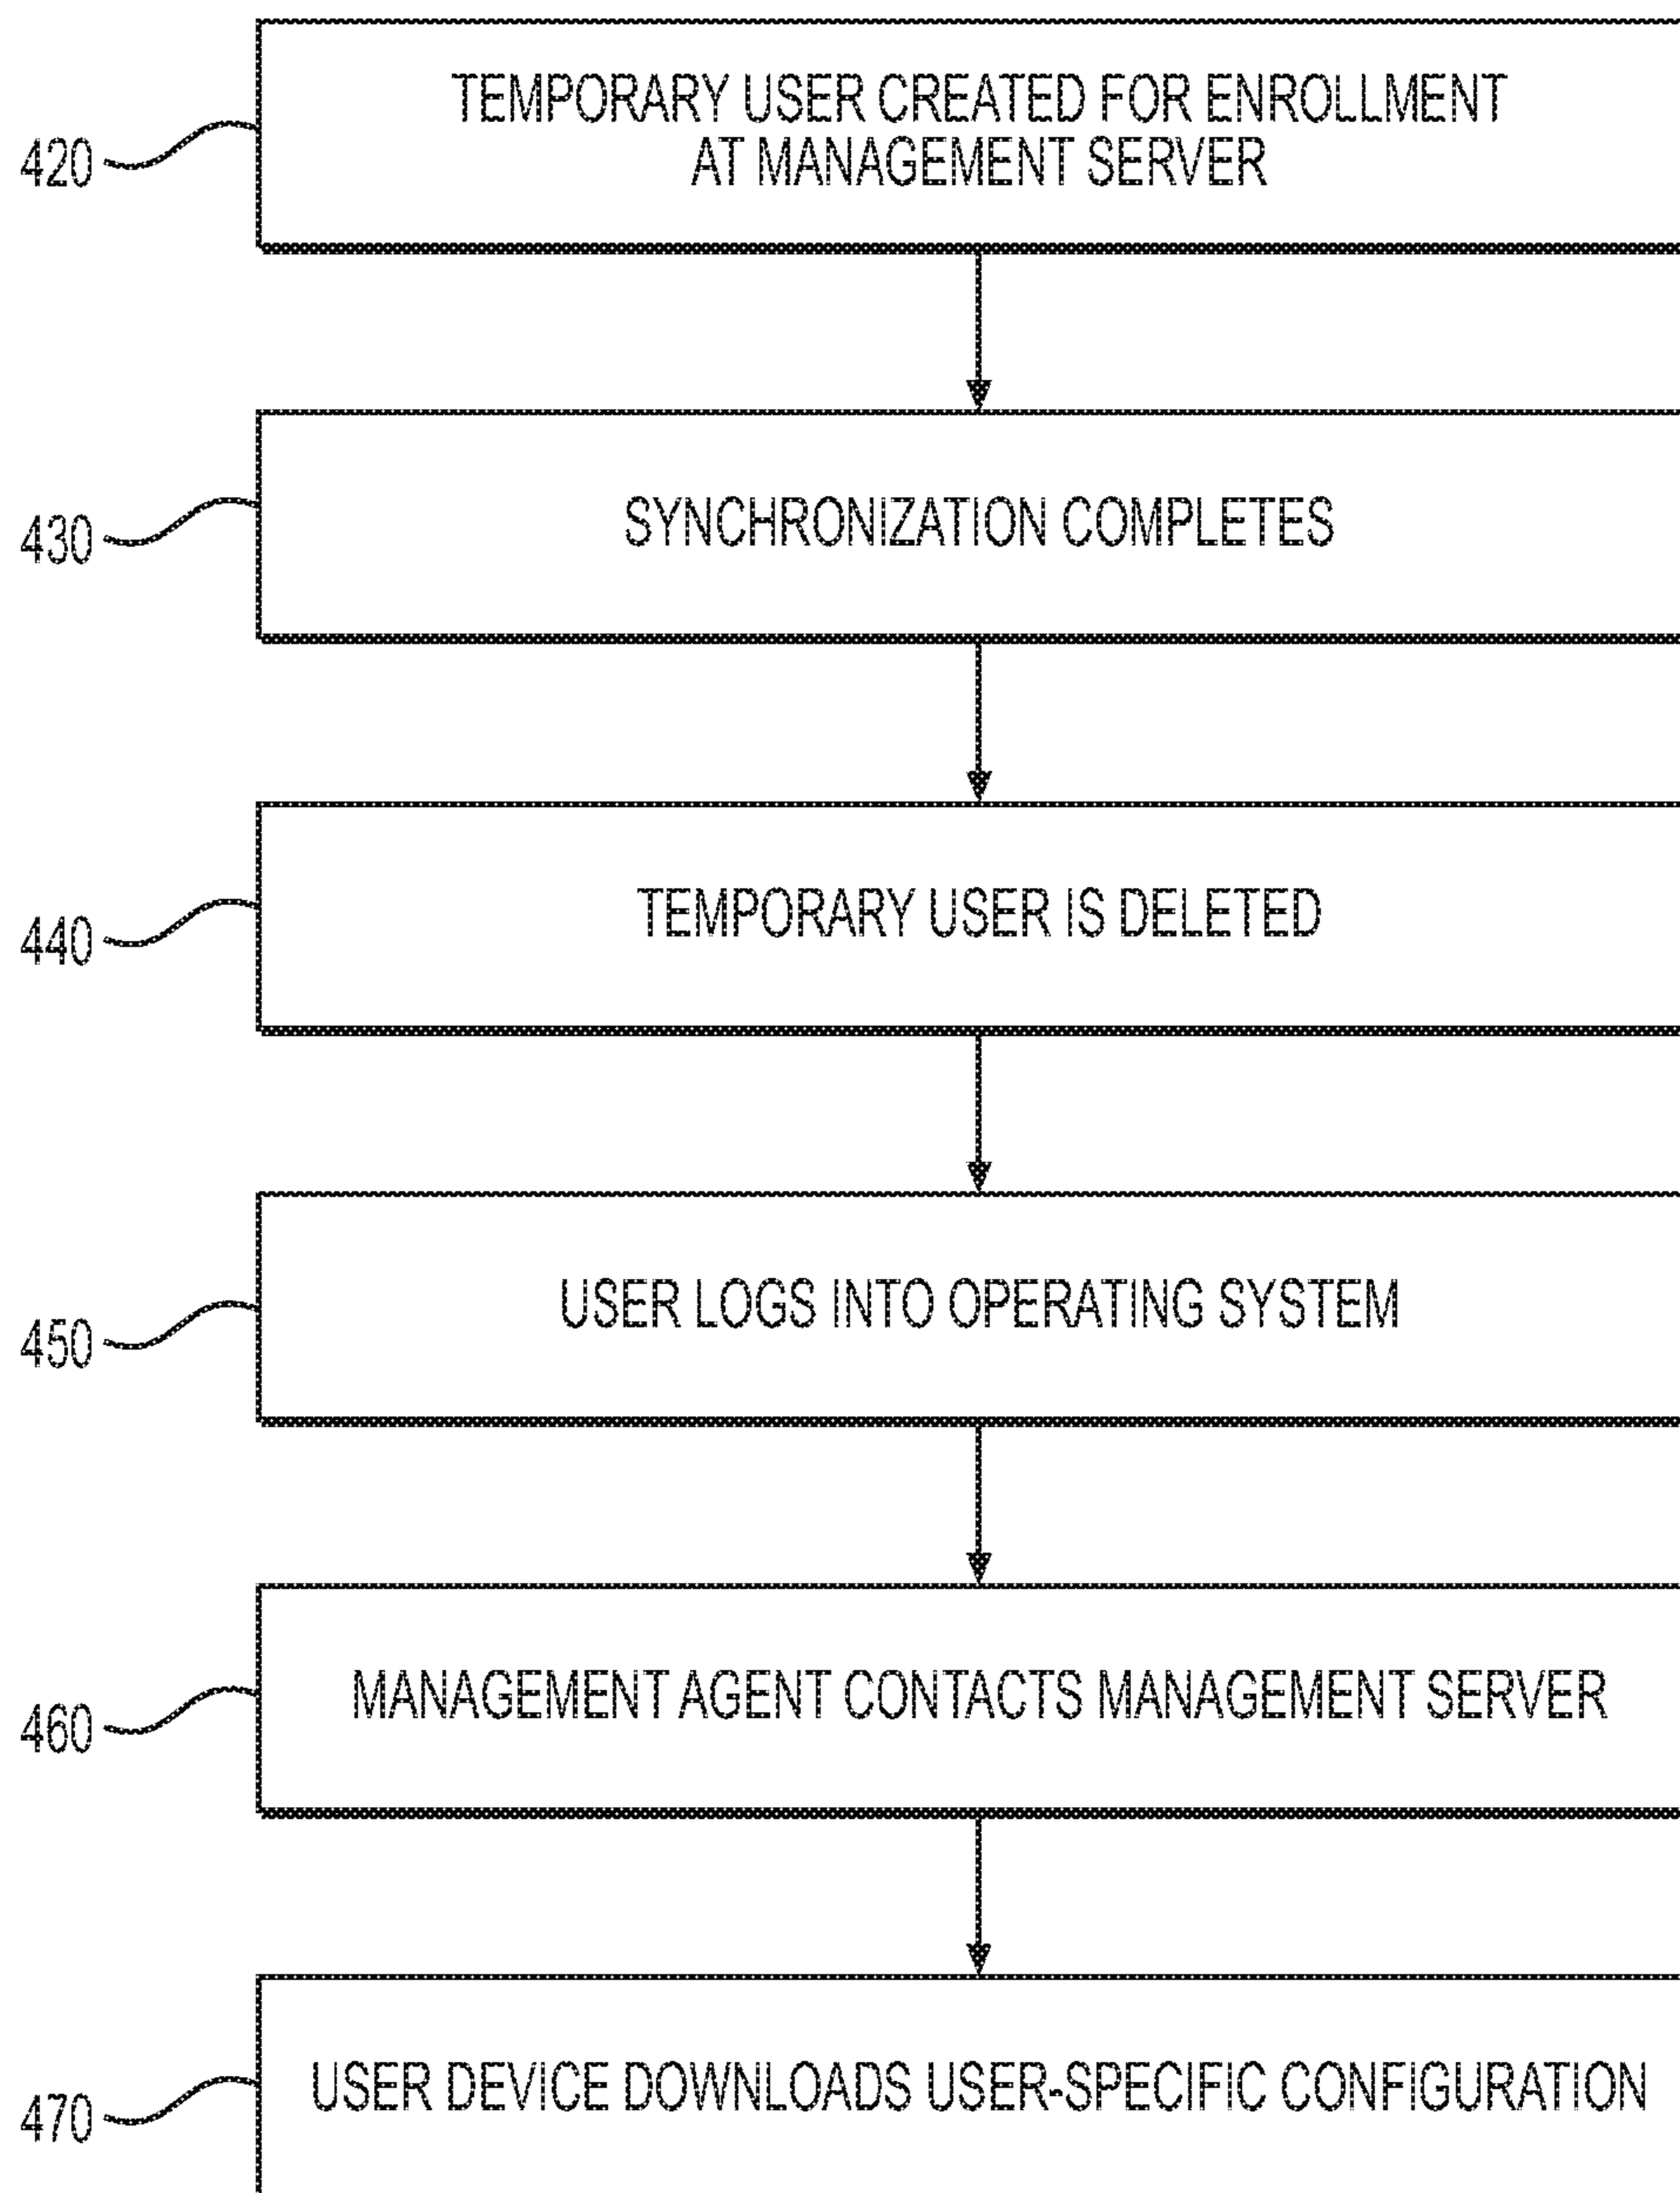 420
TEMPORARY USER CREATED FOR ENROLLMENT
AT MANAGEMENT SERVER
430
SYNCHRONIZATION COMPLETES
440
TEMPORARY USER IS DELETED
450
USER LOGS INTO OPERATING SYSTEM
460
MANAGEMENT AGENT CONTACTS MANAGEMENT SERVER
470
USER DEVICE DOWNLOADS USER-SPECIFIC CONFIGURATION